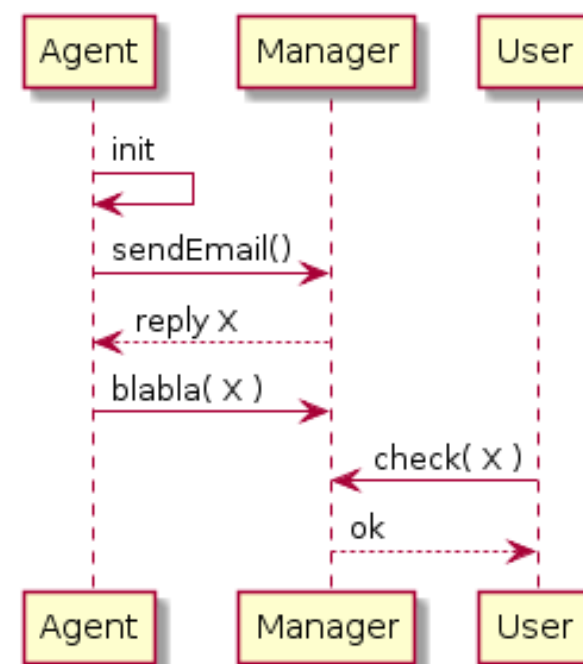 Agent Manager User
init
sendEmail()
reply X
blabla( X )
check( X )
ok
Agent Manager User